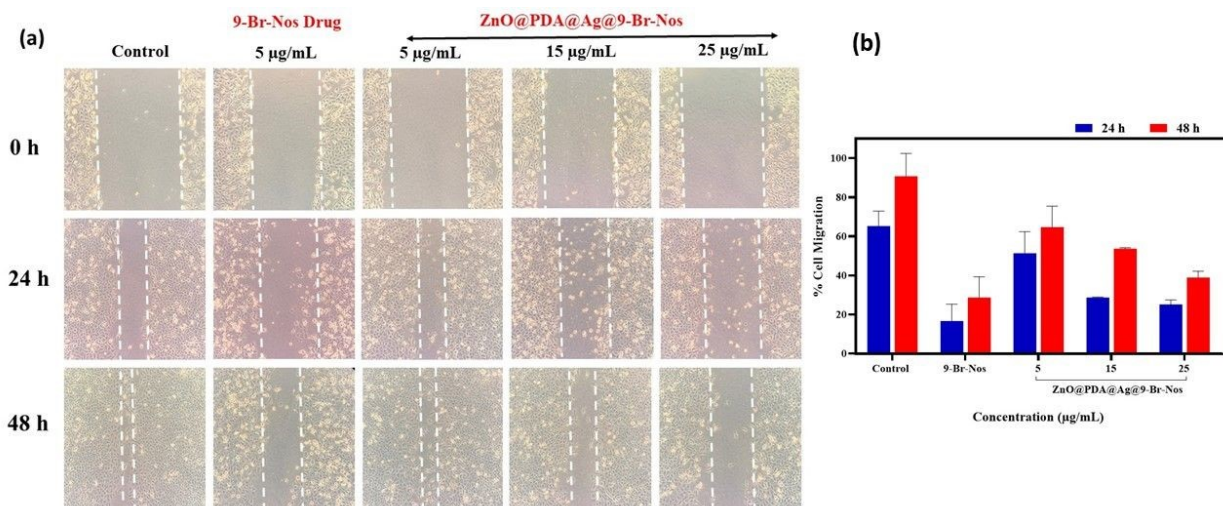 (a)
9-Br-Nos Drug
ZnO@PDA@Ag@9-Br-Nos
Control
5 µg/mL
5 µg/mL
15 µg/mL
25 µg/mL
0 h
24 h
48 h
(b)
24 h
48 h
% Cell Migration
100
80
60
40
20
0
Control
9-Br-Nos
5
15
25
ZnO@PDA@Ag@9-Br-Nos
Concentration (µg/mL)